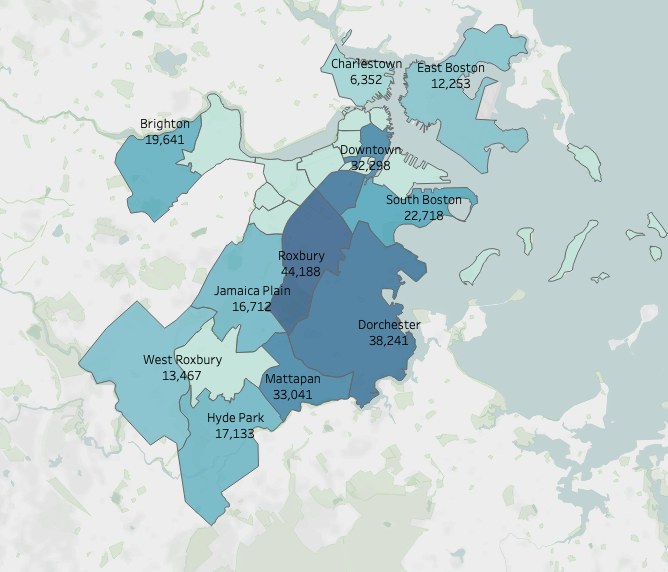 Charlestown
6,352
East Boston
12,253
Brighton
19,641
Downtown
32,298
South Boston
22,718
Roxbury
44,188
Jamaica Plain
16,712
Dorchester
38,241
West Roxbury
13,467
Mattapan
33,041
Hyde Park
17,133